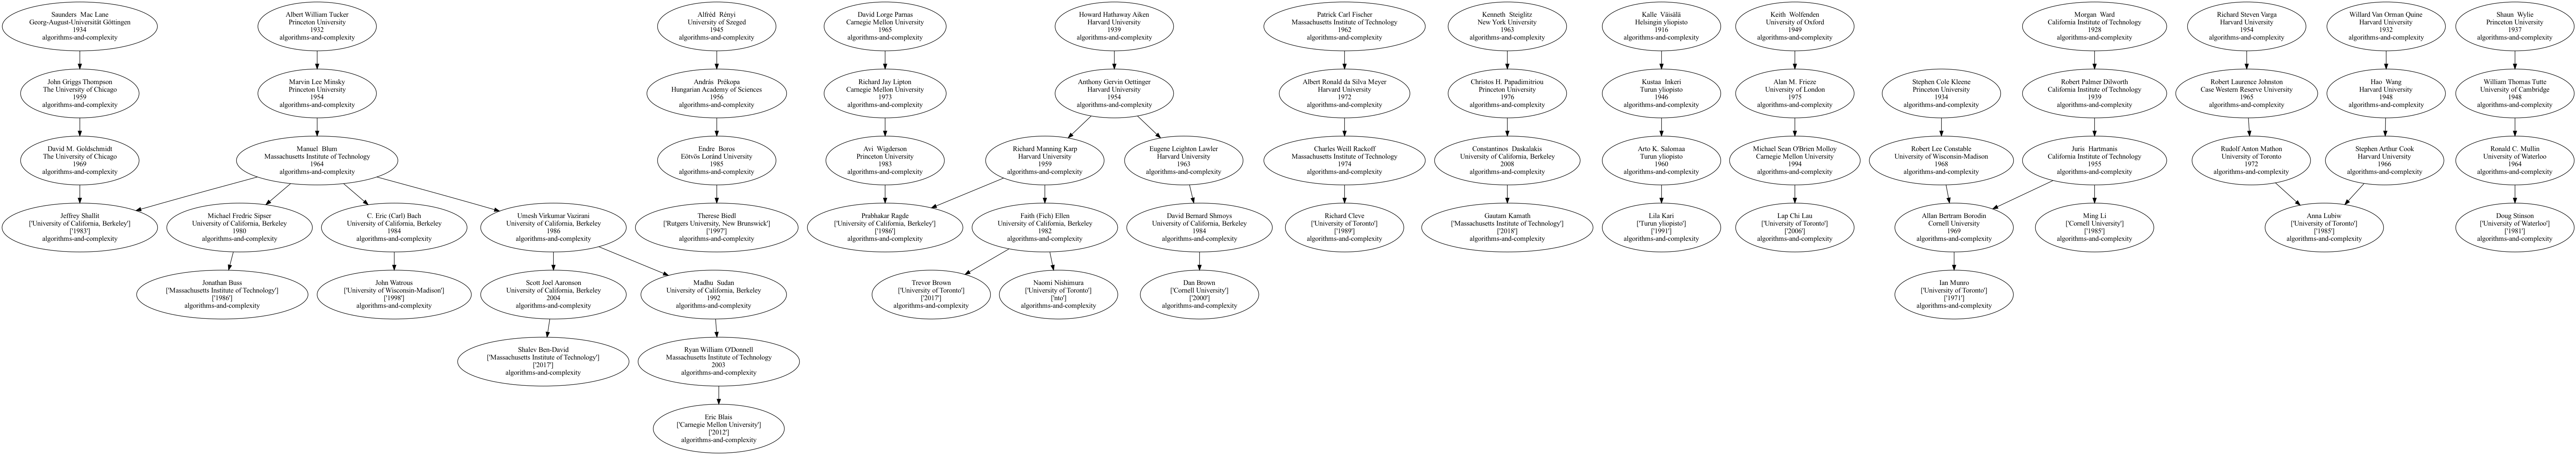 Saunders  Mac Lane
Georg-August-Universität Göttingen
1934
algorithms-and-complexity
Albert William Tucker
Princeton University
1932
algorithms-and-complexity
Alfréd  Rényi
University of Szeged
1945
algorithms-and-complexity
David Lorge Parnas
Carnegie Mellon University
1965
algorithms-and-complexity
Howard Hathaway Aiken
Harvard University
1939
algorithms-and-complexity
Patrick Carl Fischer
Massachusetts Institute of Technology
1962
algorithms-and-complexity
Kenneth  Steiglitz
New York University
1963
algorithms-and-complexity
Kalle  Väisälä
Helsingin yliopisto
1916
algorithms-and-complexity
Keith  Wolfenden
University of Oxford
1949
algorithms-and-complexity
Morgan  Ward
California Institute of Technology
1928
algorithms-and-complexity
Richard Steven Varga
Harvard University
1954
algorithms-and-complexity
Willard Van Orman Quine
Harvard University
1932
algorithms-and-complexity
Shaun  Wylie
Princeton University
1937
algorithms-and-complexity
John Griggs Thompson
The University of Chicago
1959
algorithms-and-complexity
Marvin Lee Minsky
Princeton University
1954
algorithms-and-complexity
András  Prékopa
Hungarian Academy of Sciences
1956
algorithms-and-complexity
Richard Jay Lipton
Carnegie Mellon University
1973
algorithms-and-complexity
Anthony Gervin Oettinger
Harvard University
1954
algorithms-and-complexity
Albert Ronald da Silva Meyer
Harvard University
1972
algorithms-and-complexity
Christos H. Papadimitriou
Princeton University
1976
algorithms-and-complexity
Kustaa  Inkeri
Turun yliopisto
1946
algorithms-and-complexity
Alan M. Frieze
University of London
1975
algorithms-and-complexity
Stephen Cole Kleene
Princeton University
1934
algorithms-and-complexity
Robert Palmer Dilworth
California Institute of Technology
1939
algorithms-and-complexity
Robert Laurence Johnston
Case Western Reserve University
1965
algorithms-and-complexity
Hao  Wang
Harvard University
1948
algorithms-and-complexity
William Thomas Tutte
University of Cambridge
1948
algorithms-and-complexity
David M. Goldschmidt
The University of Chicago
1969
algorithms-and-complexity
Manuel  Blum
Massachusetts Institute of Technology
1964
algorithms-and-complexity
Endre  Boros
Eötvös Loránd University
1985
algorithms-and-complexity
Avi  Wigderson
Princeton University
1983
algorithms-and-complexity
Richard Manning Karp
Harvard University
1959
algorithms-and-complexity
Eugene Leighton Lawler
Harvard University
1963
algorithms-and-complexity
Charles Weill Rackoff
Massachusetts Institute of Technology
1974
algorithms-and-complexity
Constantinos  Daskalakis
University of California, Berkeley
2008
algorithms-and-complexity
Arto K. Salomaa
Turun yliopisto
1960
algorithms-and-complexity
Michael Sean O'Brien Molloy
Carnegie Mellon University
1994
algorithms-and-complexity
Robert Lee Constable
University of Wisconsin-Madison
1968
algorithms-and-complexity
Juris  Hartmanis
California Institute of Technology
1955
algorithms-and-complexity
Rudolf Anton Mathon
University of Toronto
1972
algorithms-and-complexity
Stephen Arthur Cook
Harvard University
1966
algorithms-and-complexity
Ronald C. Mullin
University of Waterloo
1964
algorithms-and-complexity
Jeffrey Shallit
['University of California, Berkeley']
['1983']
algorithms-and-complexity
Michael Fredric Sipser
University of California, Berkeley
1980
algorithms-and-complexity
C. Eric (Carl) Bach
University of California, Berkeley
1984
algorithms-and-complexity
Umesh Virkumar Vazirani
University of California, Berkeley
1986
algorithms-and-complexity
Therese Biedl
['Rutgers University, New Brunswick']
['1997']
algorithms-and-complexity
Prabhakar Ragde
['University of California, Berkeley']
['1986']
algorithms-and-complexity
Faith (Fich) Ellen
University of California, Berkeley
1982
algorithms-and-complexity
David Bernard Shmoys
University of California, Berkeley
1984
algorithms-and-complexity
Richard Cleve
['University of Toronto']
['1989']
algorithms-and-complexity
Gautam Kamath
['Massachusetts Institute of Technology']
['2018']
algorithms-and-complexity
Lila Kari
['Turun yliopisto']
['1991']
algorithms-and-complexity
Lap Chi Lau
['University of Toronto']
['2006']
algorithms-and-complexity
Allan Bertram Borodin
Cornell University
1969
algorithms-and-complexity
Ming Li
['Cornell University']
['1985']
algorithms-and-complexity
Anna Lubiw
['University of Toronto']
['1985']
algorithms-and-complexity
Doug Stinson
['University of Waterloo']
['1981']
algorithms-and-complexity
Jonathan Buss
['Massachusetts Institute of Technology']
['1986']
algorithms-and-complexity
John Watrous
['University of Wisconsin-Madison']
['1998']
algorithms-and-complexity
Scott Joel Aaronson
University of California, Berkeley
2004
algorithms-and-complexity
Madhu  Sudan
University of California, Berkeley
1992
algorithms-and-complexity
Trevor Brown
['University of Toronto']
['2017']
algorithms-and-complexity
Naomi Nishimura
['University of Toronto']
['nto']
algorithms-and-complexity
Dan Brown
['Cornell University']
['2000']
algorithms-and-complexity
Ian Munro
['University of Toronto']
['1971']
algorithms-and-complexity
Shalev Ben-David
['Massachusetts Institute of Technology']
['2017']
algorithms-and-complexity
Ryan William O'Donnell
Massachusetts Institute of Technology
2003
algorithms-and-complexity
Eric Blais
['Carnegie Mellon University']
['2012']
algorithms-and-complexity